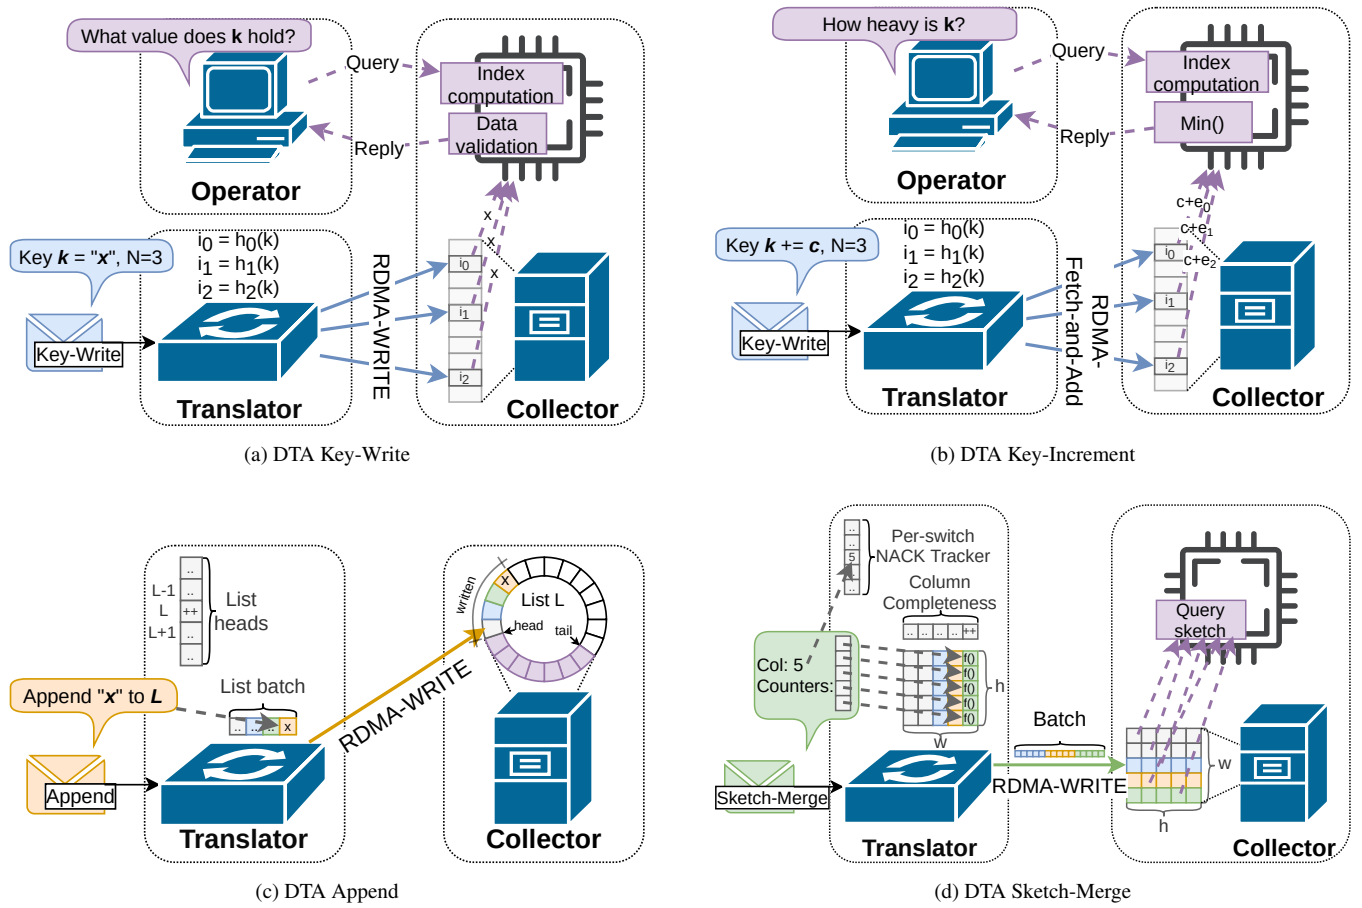 What value does k hold?
Query
Index
computation
Data
validation
Reply
Operator
Key k = "x", N=3
i0 = h0(k)
i1 = h1(k)
i2 = h2(k)
Key-Write
Translator
RDMA-WRITE
x
x
x
i0
i1
i2
Collector
(a) DTA Key-Write
How heavy is k?
Query
Index
computation
Min()
Reply
Operator
Key k += c, N=3
i0 = h0(k)
i1 = h1(k)
i2 = h2(k)
Key-Write
Translator
RDMA-
Fetch-and-Add
c+e0
c+e1
c+e2
i0
i1
i2
Collector
(b) DTA Key-Increment
..
..
++
..
..
L-1
L
L+1
List
heads
Append "x" to L
List batch
.. .. .. x
Append
Translator
RDMA-WRITE
written
x
List L
head
tail
Collector
(c) DTA Append
..
..
5
..
Per-switch
NACK Tracker
Column
Completeness
.. .. .. .. ++
Col: 5
Counters:
f()
f()
f()
f()
f()
h
w
Sketch-Merge
Translator
Batch
RDMA-WRITE
Query
sketch
w
h
Collector
(d) DTA Sketch-Merge